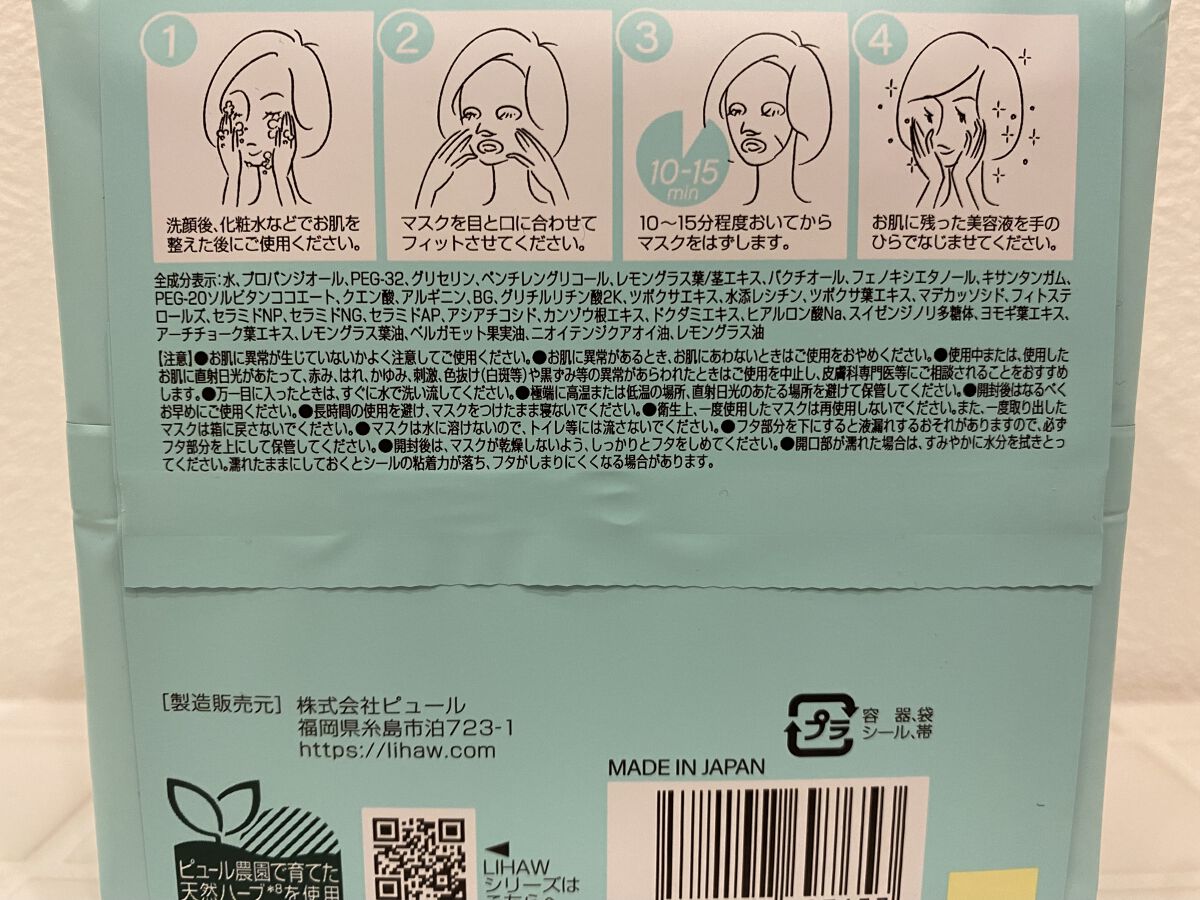 1
2
3
4
10-15
min
洗顔後、化粧水などでお肌を
整えた後にご使用ください。
マスクを目と口に合わせて
フィットさせてください。
10～15分程度おいてから
マスクをはずします。
お肌に残った美容液を手の
ひらでなじませてください。
全成分表示:水、プロパンジオール、PEG-32、グリセリン、ペンチレングリコール、レモングラス葉/茎エキス、バクチオール、フェノキシエタノール、キサンタンガム、
PEG-20ソルビタンココエート、クエン酸、アルギニン、BG、グリチルリチン酸2K、ツボクサエキス、水添レシチン、ツボクサ葉エキス、マデカッソシド、フィトステ
ロールズ、セラミドNP、セラミドNG、セラミドAP、アシアチコシド、カンゾウ根エキス、ドクダミエキス、ヒアルロン酸Na、スイゼンジノリ多糖体、ヨモギ葉エキス、
アーチチョーク葉エキス、レモングラス葉油、ベルガモット果実油、ニオイテンジクアオイ油、レモングラス油
【注意】●お肌に異常が生じていないかよく注意してご使用ください。●お肌に異常があるとき、お肌にあわないときはご使用をおやめください。●使用中または、使用した
お肌に直射日光があたって、赤み、はれ、かゆみ、刺激、色抜け(白斑等)や黒ずみ等の異常があらわれたときはご使用を中止し、皮膚科専門医等にご相談されることをおすすめ
します。●万一目に入ったときは、すぐに水で洗い流してください。●極端に高温または低温の場所、直射日光のあたる場所を避けて保管してください。●開封後はなるべく
お早めにご使用ください。●長時間の使用を避け、マスクをつけたまま寝ないでください。●衛生上、一度使用したマスクは再使用しないでください。また、一度取り出した
マスクは箱に戻さないでください。●マスクは水に溶けないので、トイレ等には流さないでください。●フタ部分を下にすると液漏れするおそれがありますので、必ず
フタ部分を上にして保管してください。●開封後は、マスクが乾燥しないよう、しっかりとフタをしめてください。●開口部が濡れた場合は、すみやかに水分を拭きとっ
てください。濡れたままにしておくとシールの粘着力が落ち、フタがしまりにくくなる場合があります。
[製造販売元] 株式会社ピュール
福岡県糸島市泊723-1
https://lihaw.com
プラ
容 器、袋
シール、帯
MADE IN JAPAN
ピュール農園で育てた
天然ハーブ*8を使用
LIHAW
シリーズは